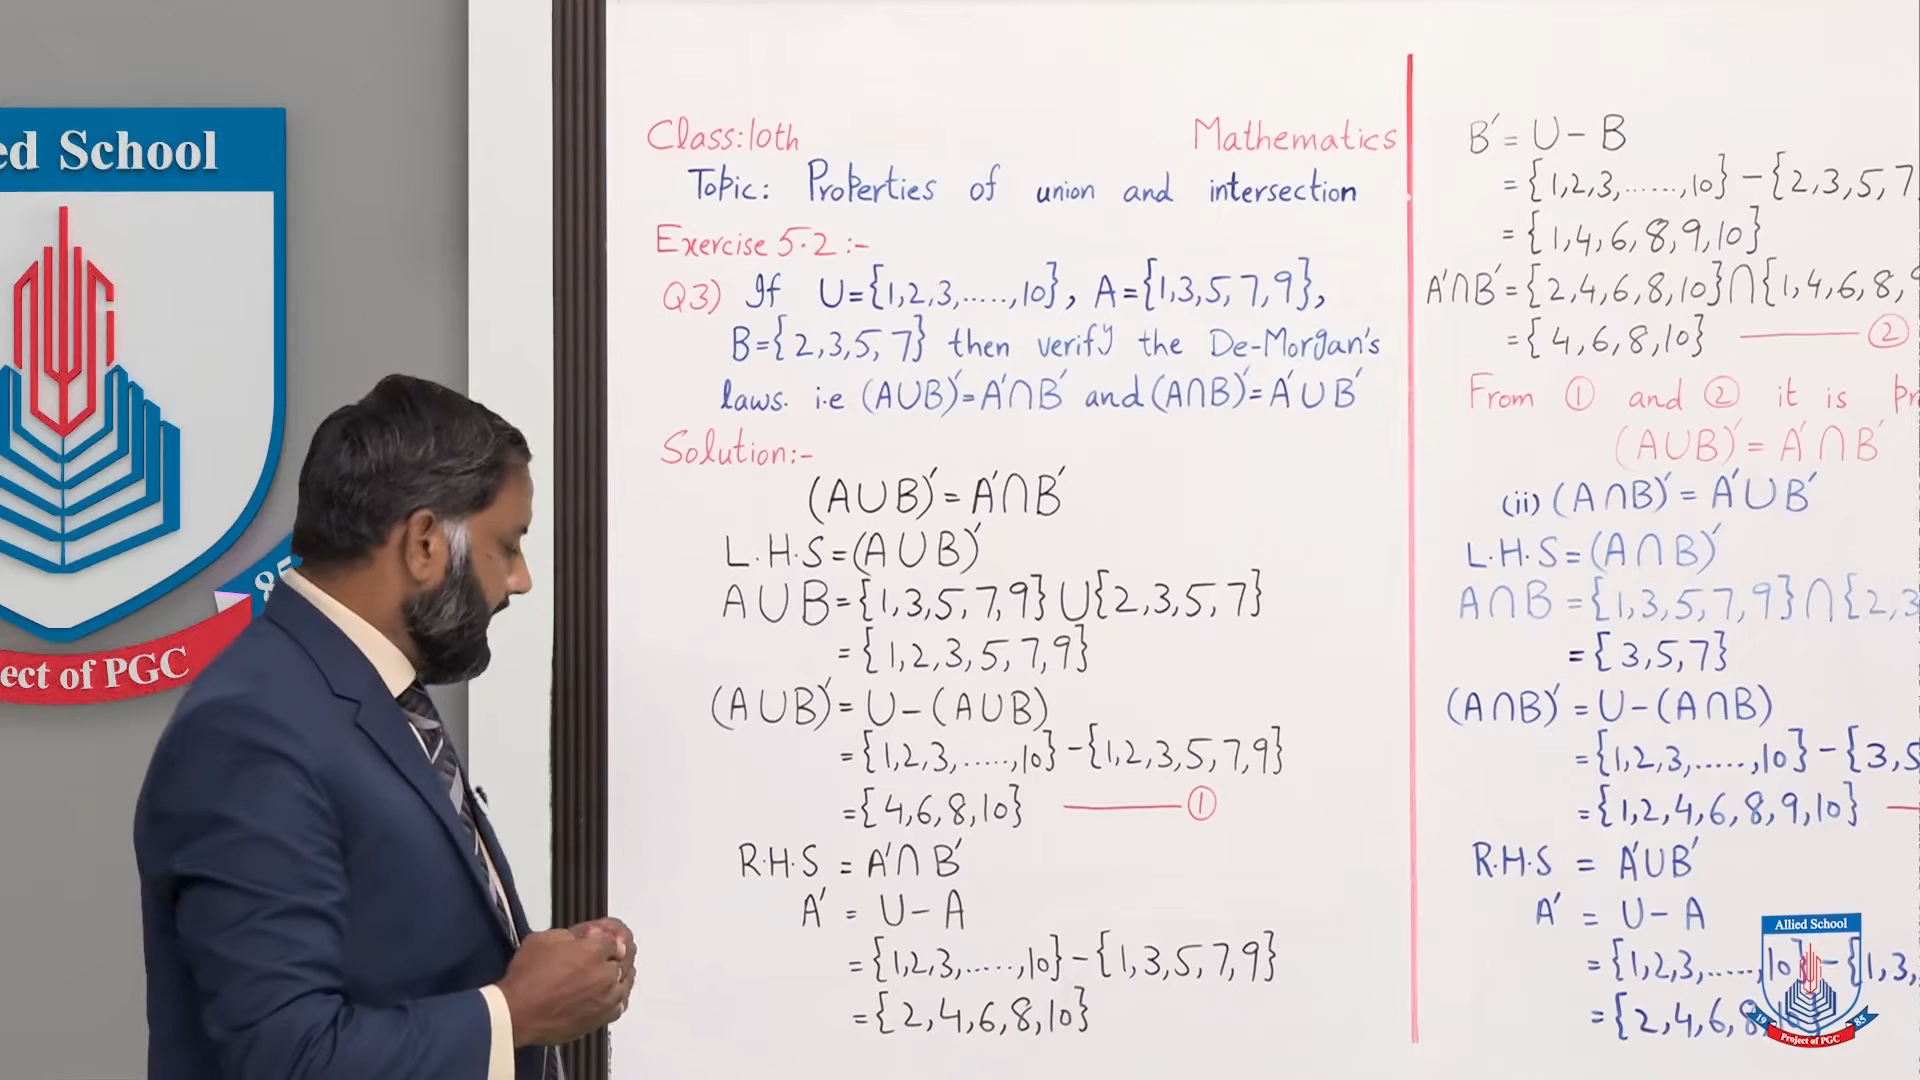 ed School
85
ect of PGC
Class:10th Mathematics
Topic: Properties of union and intersection
Exercise 5.2:-
Q3) If U={1,2,3,.....,10}, A={1,3,5,7,9},
B={2,3,5,7} then verify the De-Morgan's
laws. i.e (A∪B)′=A′∩B′ and (A∩B)′=A′∪B′
Solution:-
(A∪B)′=A′∩B′
L.H.S=(A∪B)′
A∪B={1,3,5,7,9}∪{2,3,5,7}
={1,2,3,5,7,9}
(A∪B)′=U-(A∪B)
={1,2,3,.....,10}-{1,2,3,5,7,9}
={4,6,8,10} ——— ①
R.H.S = A′∩B′
A′ = U-A
={1,2,3,.....,10}-{1,3,5,7,9}
={2,4,6,8,10}
B′=U-B
={1,2,3,......,10}-{2,3,5,7
={1,4,6,8,9,10}
A′∩B′={2,4,6,8,10}∩{1,4,6,8,9
={4,6,8,10} ——— ②
From ① and ② it is pr
(A∪B)′=A′∩B′
(ii) (A∩B)′=A′∪B′
L.H.S=(A∩B)′
A∩B={1,3,5,7,9}∩{2,3
={3,5,7}
(A∩B)′=U-(A∩B)
={1,2,3,.....,10}-{3,5
={1,2,4,6,8,9,10} —
R.H.S = A′∪B′
A′ = U-A
={1,2,3,.....,10}-{1,3,
={2,4,6,8
Allied School
19 85
Project of PGC